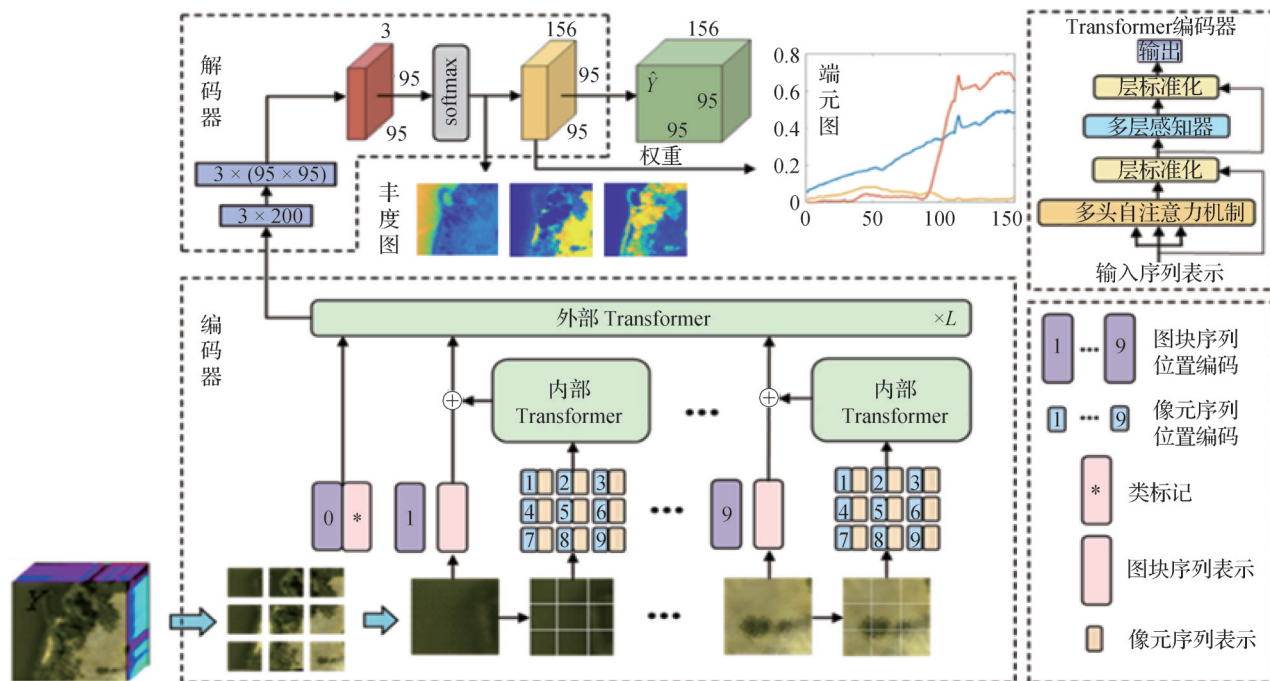 解码器
3
95
95
softmax
156
95
95
156
Ŷ
95
95
权重
3 × (95 × 95)
3 × 200
丰度图
端元图
0.8
0.6
0.4
0.2
0
0
50
100
150
Transformer编码器
输出
层标准化
多层感知器
层标准化
多头自注意力机制
输入序列表示
编码器
外部 Transformer
×L
内部
Transformer
...
内部
Transformer
0
*
1
1 2 3
4 5 6
7 8 9
...
9
1 2 3
4 5 6
7 8 9
Y
...
1 ... 9
图块序列
位置编码
1 ... 9
像元序列
位置编码
*
类标记
图块序列表示
像元序列表示